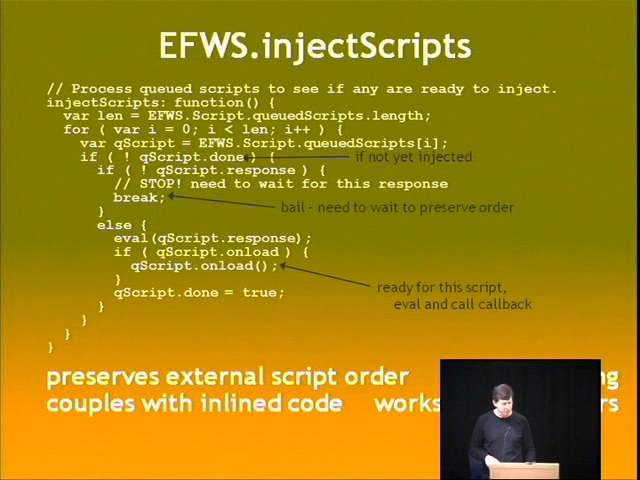 EFWS.injectScripts
// Process queued scripts to see if any are ready to inject.
injectScripts: function() {
var len = EFWS.Script.queuedScripts.length;
for ( var i = 0; i < len; i++ ) {
var qScript = EFWS.Script.queuedScripts[i];
if ( ! qScript.done ) {
if not yet injected
if ( ! qScript.response ) {
// STOP! need to wait for this response
break;
bail - need to wait to preserve order
}
else {
eval(qScript.response);
if ( qScript.onload ) {
qScript.onload();
ready for this script,
eval and call callback
}
qScript.done = true;
}
}
}
}
preserves external script order
couples with inlined code works